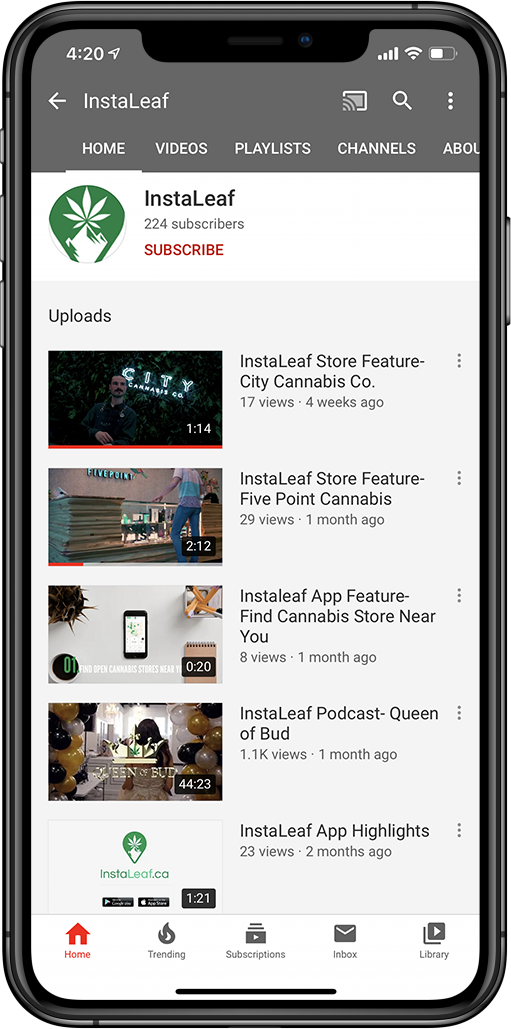 4:20
InstaLeaf
HOME VIDEOS PLAYLISTS CHANNELS ABOU
InstaLeaf
224 subscribers
SUBSCRIBE
Uploads
CITY
CANNABIS CO.
1:14
InstaLeaf Store Feature-
City Cannabis Co.
17 views · 4 weeks ago
FIVEPOINT
2:12
InstaLeaf Store Feature-
Five Point Cannabis
29 views · 1 month ago
01
FIND OPEN CANNABIS STORES NEAR YOU
0:20
Instaleaf App Feature-
Find Cannabis Store Near
You
8 views · 1 month ago
QUEEN OF BUD
44:23
InstaLeaf Podcast- Queen
of Bud
1.1K views · 1 month ago
InstaLeaf.ca
Google play
App Store
1:21
InstaLeaf App Highlights
23 views · 2 months ago
Home Trending Subscriptions Inbox Library